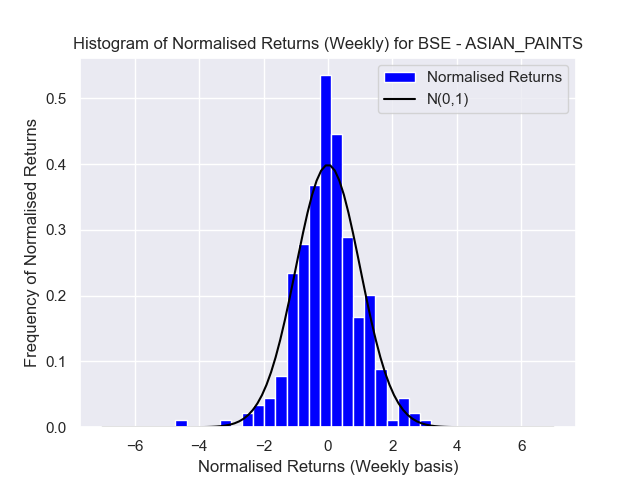 Histogram of Normalised Returns (Weekly) for BSE - ASIAN_PAINTS
Normalised Returns
N(0,1)
Frequency of Normalised Returns
0.5
0.4
0.3
0.2
0.1
0.0
−6 −4 −2 0 2 4 6
Normalised Returns (Weekly basis)